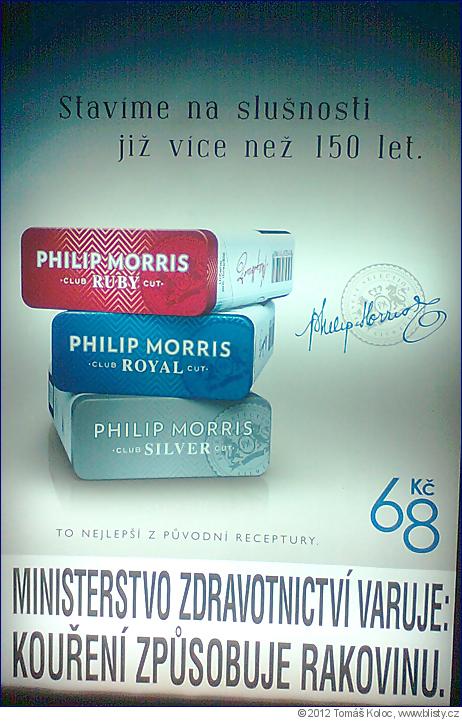 Stavíme na slušnosti
již více než 150 let.
PHILIP MORRIS
·CLUB RUBY CUT·
PHILIP MORRIS
·CLUB ROYAL CUT·
PHILIP MORRIS
·CLUB SILVER CUT·
Philip Morris
68 Kč
TO NEJLEPŠÍ Z PŮVODNÍ RECEPTURY.
MINISTERSTVO ZDRAVOTNICTVÍ VARUJE:
KOUŘENÍ ZPŮSOBUJE RAKOVINU.
© 2012 Tomáš Koloc, www.blisty.cz